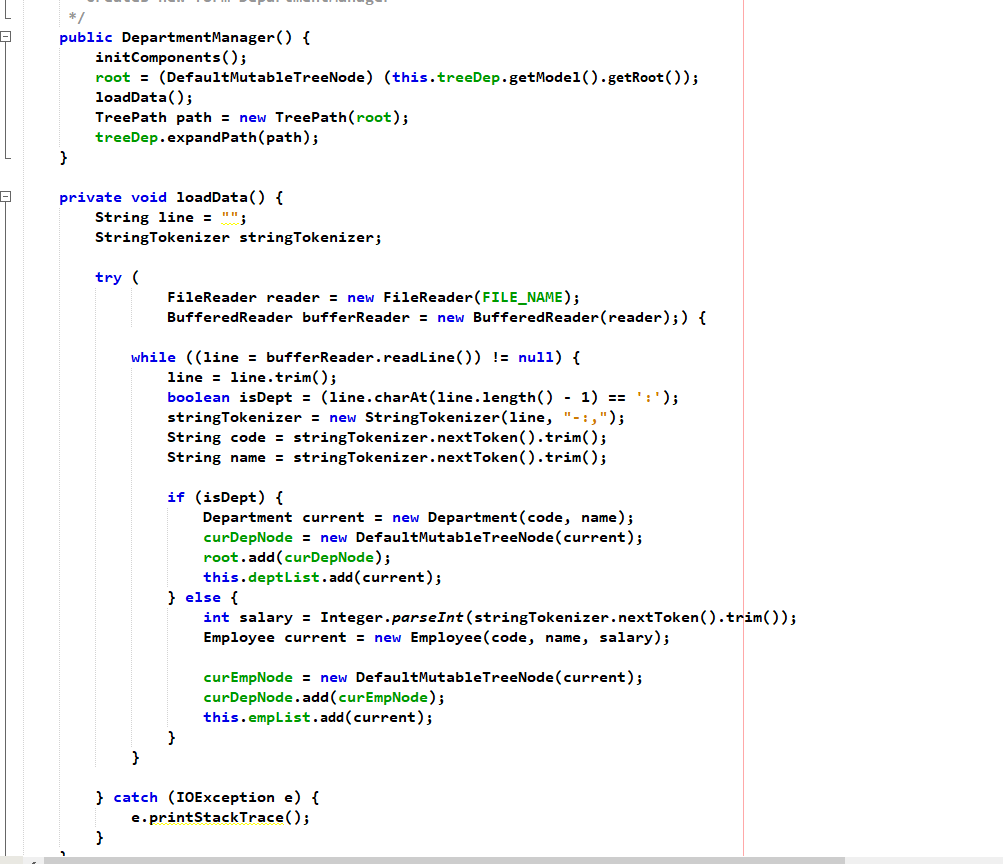 */
public DepartmentManager() {
initComponents();
root = (DefaultMutableTreeNode) (this.treeDep.getModel().getRoot());
loadData();
TreePath path = new TreePath(root);
treeDep.expandPath(path);
}
private void loadData() {
String line = "";
StringTokenizer stringTokenizer;
try (
FileReader reader = new FileReader(FILE_NAME);
BufferedReader bufferReader = new BufferedReader(reader);) {
while ((line = bufferReader.readLine()) != null) {
line = line.trim();
boolean isDept = (line.charAt(line.length() - 1) == ':');
stringTokenizer = new StringTokenizer(line, "-:,");
String code = stringTokenizer.nextToken().trim();
String name = stringTokenizer.nextToken().trim();
if (isDept) {
Department current = new Department(code, name);
curDepNode = new DefaultMutableTreeNode(current);
root.add(curDepNode);
this.deptList.add(current);
} else {
int salary = Integer.parseInt(stringTokenizer.nextToken().trim());
Employee current = new Employee(code, name, salary);
curEmpNode = new DefaultMutableTreeNode(current);
curDepNode.add(curEmpNode);
this.empList.add(current);
}
}
} catch (IOException e) {
e.printStackTrace();
}